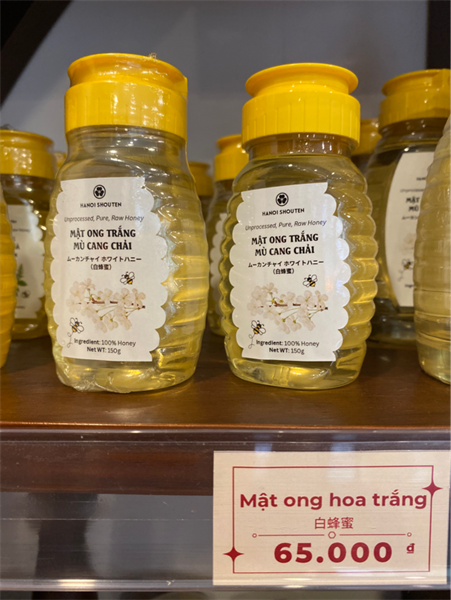 HANOI SHOUTEN
Unprocessed, Pure, Raw Honey
MẬT ONG TRẮNG
MÙ CANG CHẢI
ムーカンチャイ ホワイトハニー
(白蜂蜜)
Ingredient: 100% Honey
Net WT: 150g
HANOI SHOUTEN
Unprocessed, Pure, Raw Honey
MẬT ONG TRẮNG
MÙ CANG CHẢI
ムーカンチャイ ホワイトハニー
(白蜂蜜)
Ingredient: 100% Honey
Net WT: 150g
Mật ong hoa trắng
白蜂蜜
65.000 đ